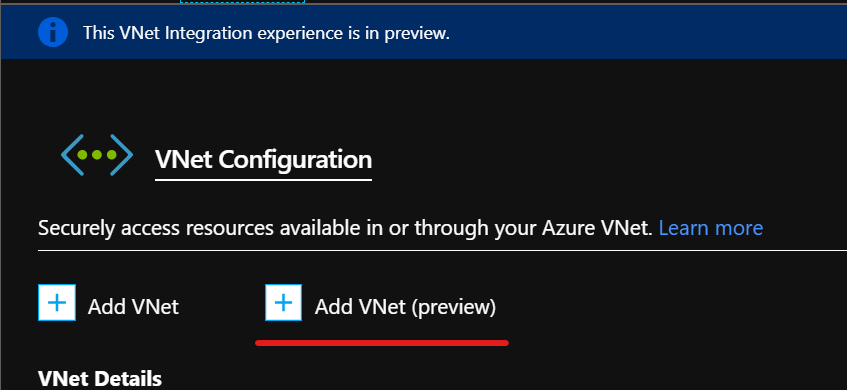 This VNet Integration experience is in preview.
VNet Configuration
Securely access resources available in or through your Azure VNet. Learn more
Add VNet
Add VNet (preview)
VNet Details